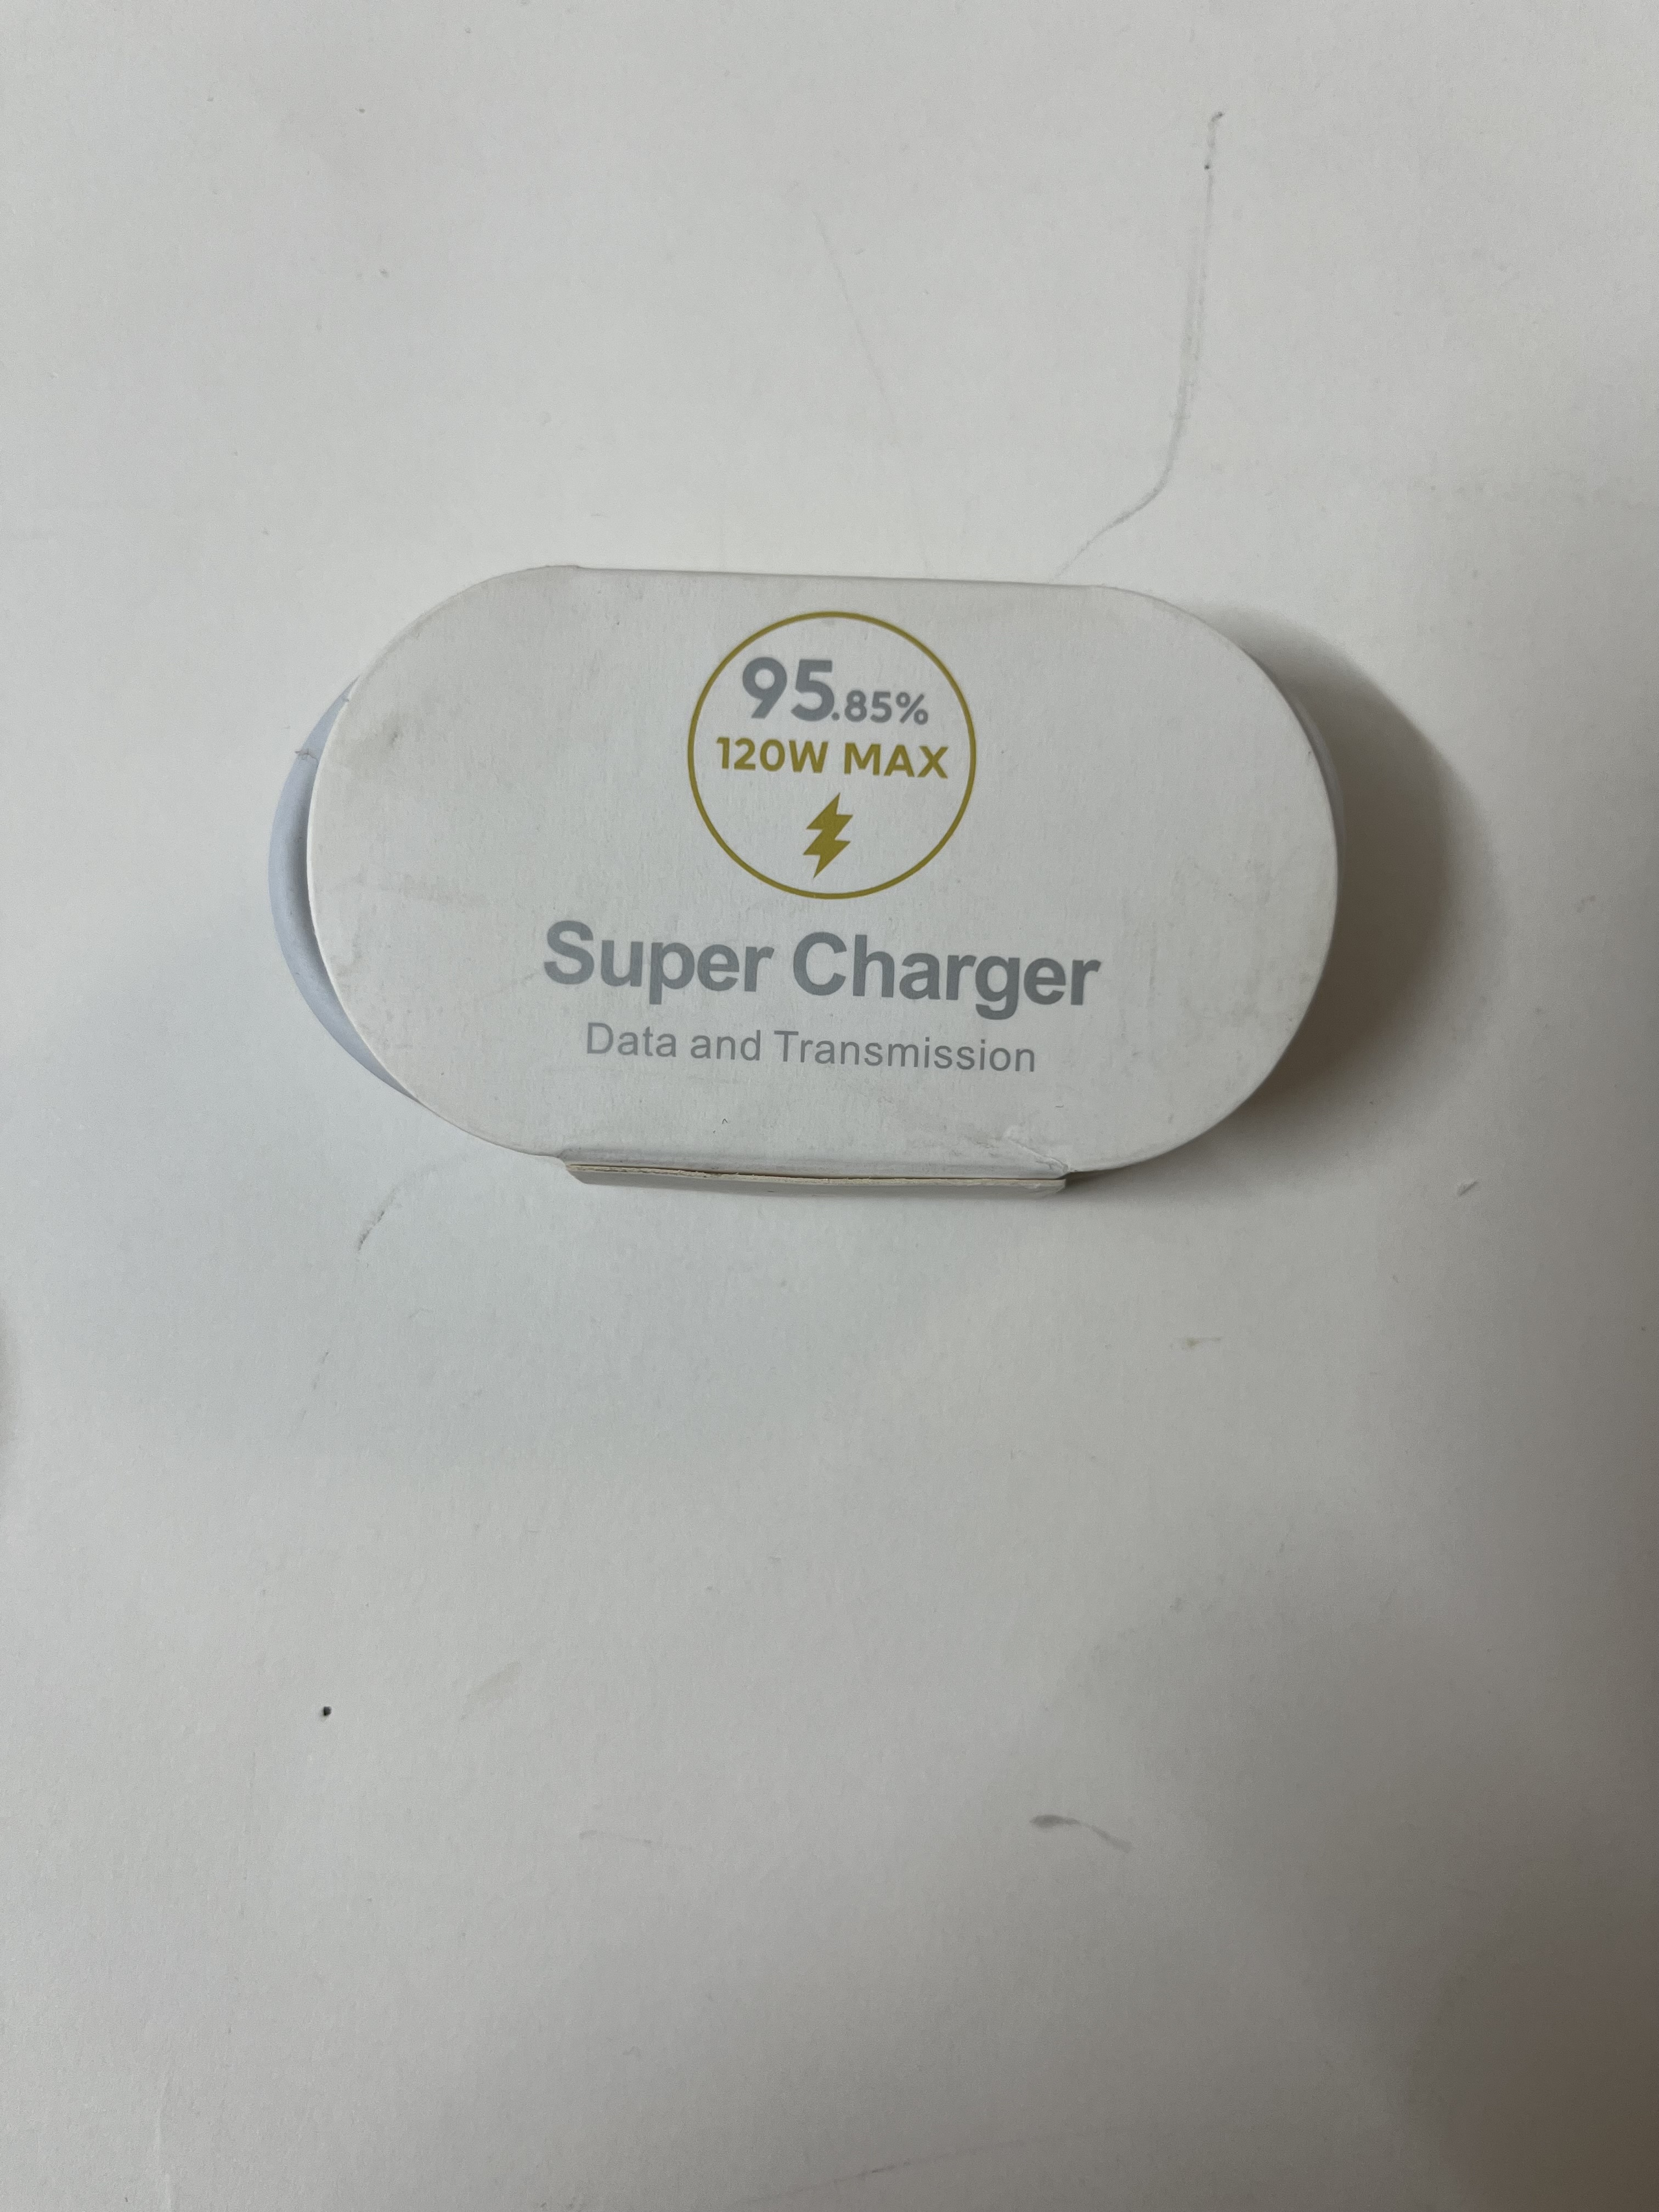 95.85%
120W MAX
Super Charger
Data and Transmission